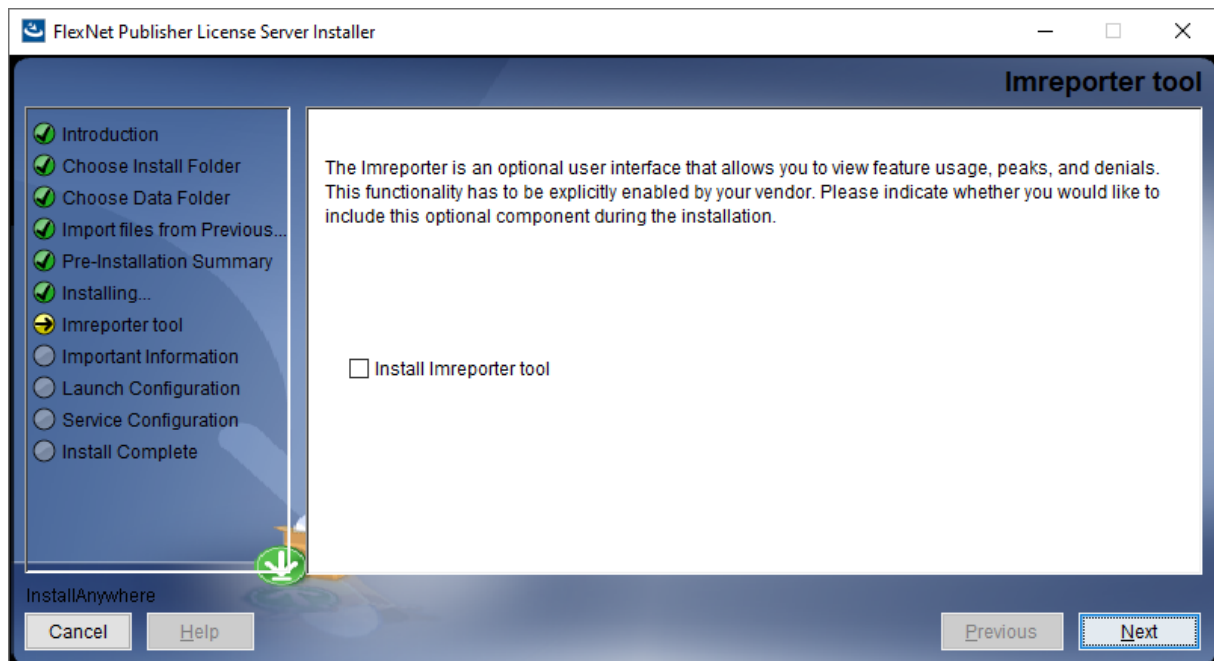 FlexNet Publisher License Server Installer
lmreporter tool
Introduction
Choose Install Folder
Choose Data Folder
Import files from Previous...
Pre-Installation Summary
Installing...
lmreporter tool
Important Information
Launch Configuration
Service Configuration
Install Complete
The lmreporter is an optional user interface that allows you to view feature usage, peaks, and denials.
This functionality has to be explicitly enabled by your vendor. Please indicate whether you would like to
include this optional component during the installation.
Install lmreporter tool
InstallAnywhere
Cancel
Help
Previous
Next